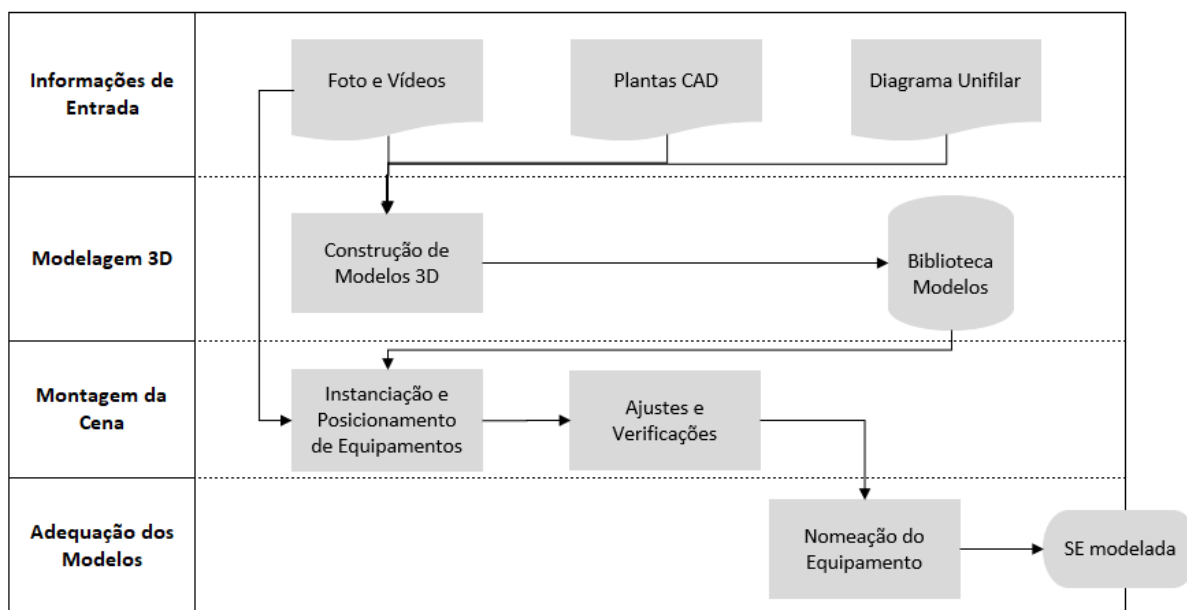 Informações de
Entrada
Foto e Vídeos
Plantas CAD
Diagrama Unifilar
Modelagem 3D
Construção de
Modelos 3D
Biblioteca
Modelos
Montagem da
Cena
Instanciação e
Posicionamento
de Equipamentos
Ajustes e
Verificações
Adequação dos
Modelos
Nomeação do
Equipamento
SE modelada